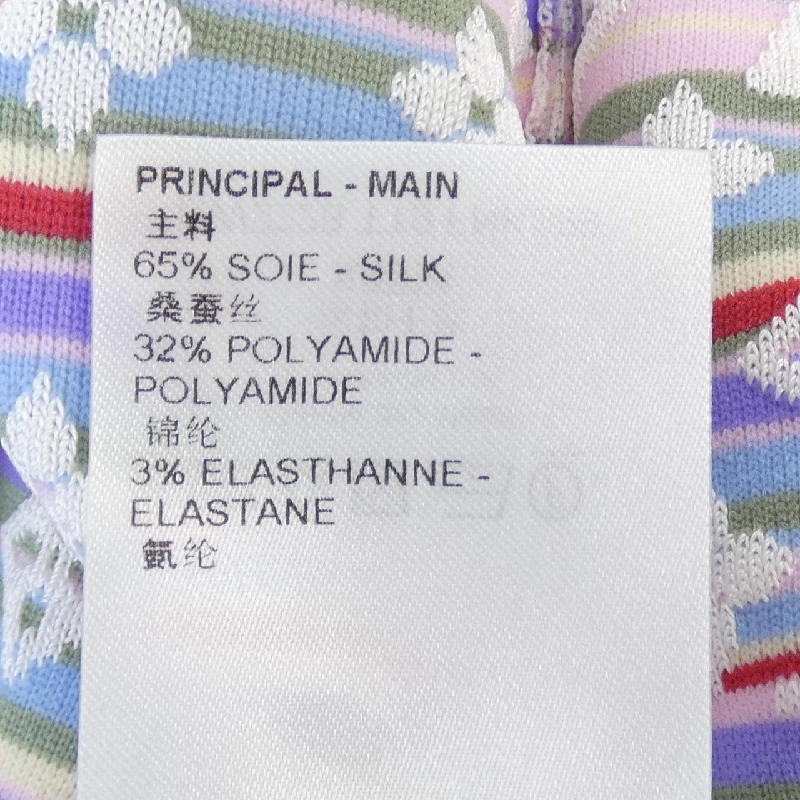 PRINCIPAL - MAIN
主料
65% SOIE - SILK
桑蚕丝
32% POLYAMIDE -
POLYAMIDE
锦纶
3% ELASTHANNE -
ELASTANE
氨纶